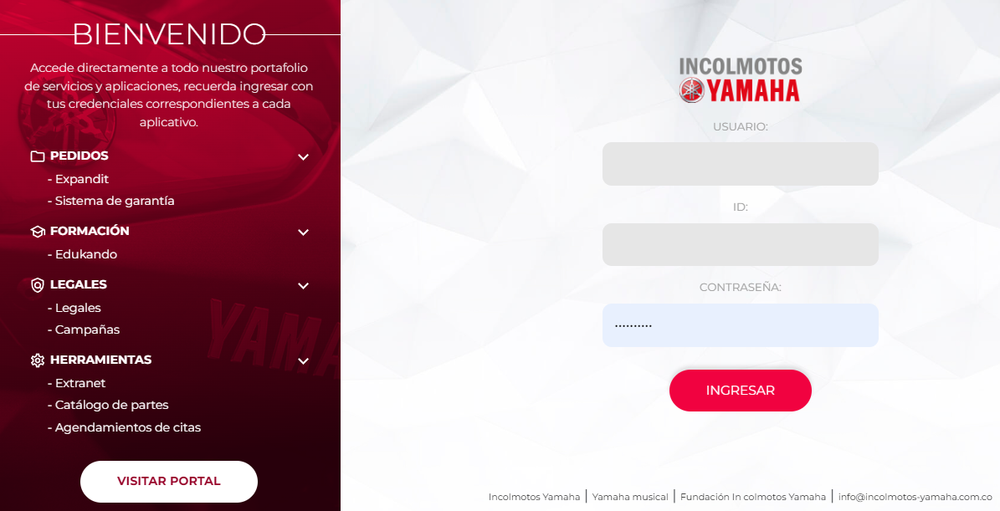 BIENVENIDO
Accede directamente a todo nuestro portafolio
de servicios y aplicaciones, recuerda ingresar con
tus credenciales correspondientes a cada
aplicativo.
PEDIDOS
- Expandit
- Sistema de garantía
FORMACIÓN
- Edukando
LEGALES
- Legales
- Campañas
HERRAMIENTAS
- Extranet
- Catálogo de partes
- Agendamientos de citas
VISITAR PORTAL
YAMA
INCOLMOTOS
YAMAHA
USUARIO:
ID:
CONTRASEÑA:
..........
INGRESAR
Incolmotos Yamaha | Yamaha musical | Fundación In colmotos Yamaha | info@incolmotos-yamaha.com.co